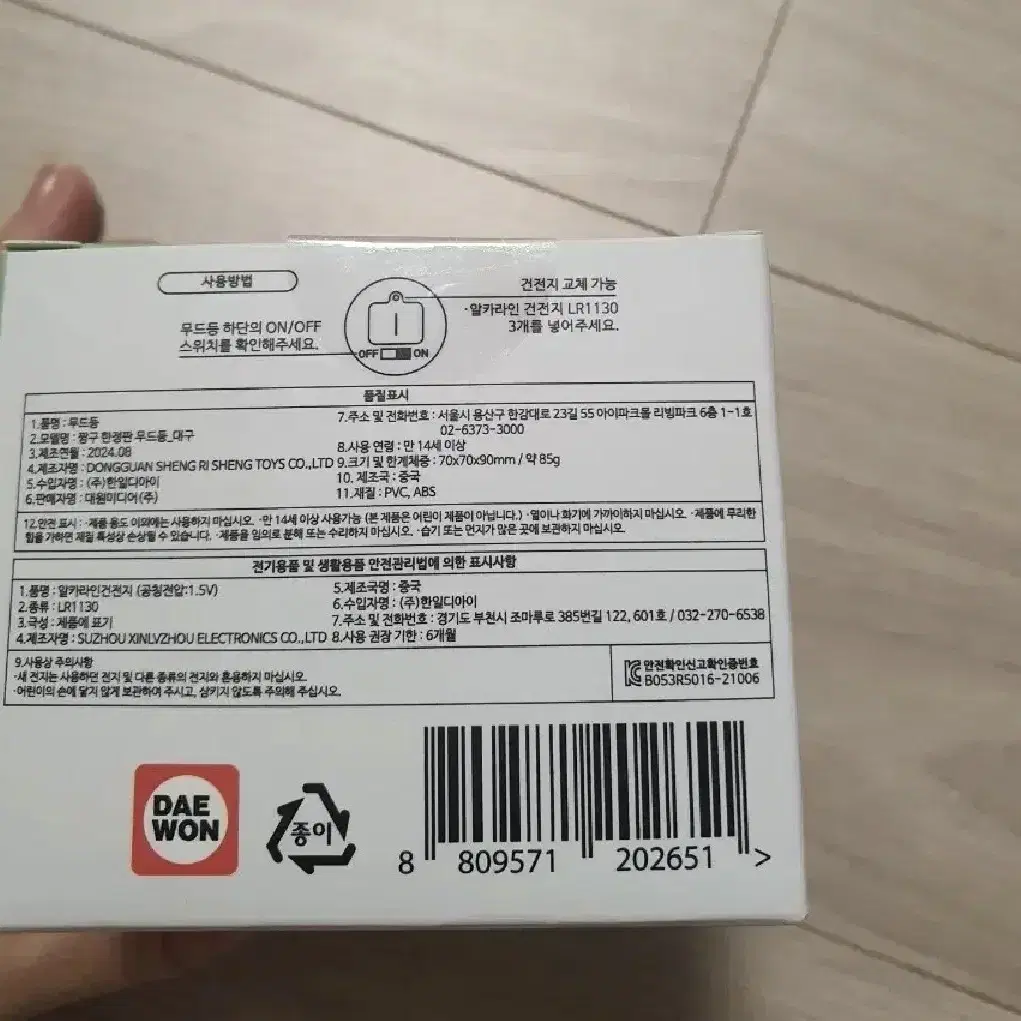 사용방법
무드등 하단의 ON/OFF
스위치를 확인해주세요.
OFF ON
건전지 교체 가능
·알카라인 건전지 LR1130
3개를 넣어주세요.
품질표시
1.품명 : 무드등
2.모델명 : 짱구 한정판 무드등_대구
3.제조연월 : 2024.08
4.제조자명 : DONGGUAN SHENG RI SHENG TOYS CO.,LTD
5.수입자명 : (주)한일디아이
6.판매자명 : 대원미디어(주)
7.주소 및 전화번호 : 서울시 용산구 한강대로 23길 55 아이파크몰 리빙파크 6층 1-1호
02-6373-3000
8.사용 연령 : 만 14세 이상
9.크기 및 한계체중 : 70x70x90mm / 약 85g
10. 제조국 : 중국
11.재질 : PVC, ABS
12.안전 표시 : ·제품 용도 이외에는 사용하지 마십시오. ·만 14세 이상 사용가능 (본 제품은 어린이 제품이 아닙니다.) ·열이나 화기에 가까이하지 마십시오. ·제품에 무리한
힘을 가하면 재질 특성상 손상될 수 있습니다. ·제품을 임의로 분해 또는 수리하지 마십시오. ·습기 또는 먼지가 많은 곳에 보관하지 마십시오.
전기용품 및 생활용품 안전관리법에 의한 표시사항
1.품명 : 알카라인건전지 (공칭전압:1.5V)
2.종류 : LR1130
3.극성 : 제품에 표기
4.제조자명 : SUZHOU XINLVZHOU ELECTRONICS CO.,LTD
5.제조국명 : 중국
6.수입자명 : (주)한일디아이
7.주소 및 전화번호 : 경기도 부천시 조마루로 385번길 122, 601호 / 032-270-6538
8.사용 권장 기한 : 6개월
9.사용상 주의사항
·새 전지는 사용하던 전지 및 다른 종류의 전지와 혼용하지 마십시오.
·어린이의 손에 닿지 않게 보관하여 주시고, 삼키지 않도록 주의해 주십시오.
안전확인신고확인증번호
B053R5016-21006
DAE
WON
종이
8 809571 202651 >